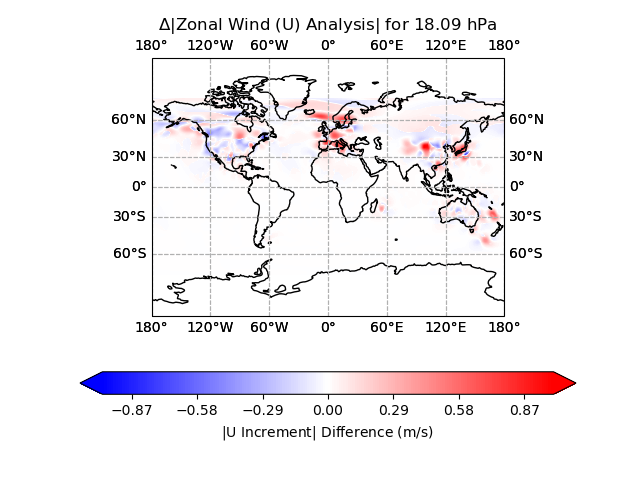 Δ|Zonal Wind (U) Analysis| for 18.09 hPa
180° 120°W 60°W 0° 60°E 120°E 180°
60°N 60°N
30°N 30°N
0° 0°
30°S 30°S
60°S 60°S
180° 120°W 60°W 0° 60°E 120°E 180°
−0.87 −0.58 −0.29 0.00 0.29 0.58 0.87
|U Increment| Difference (m/s)